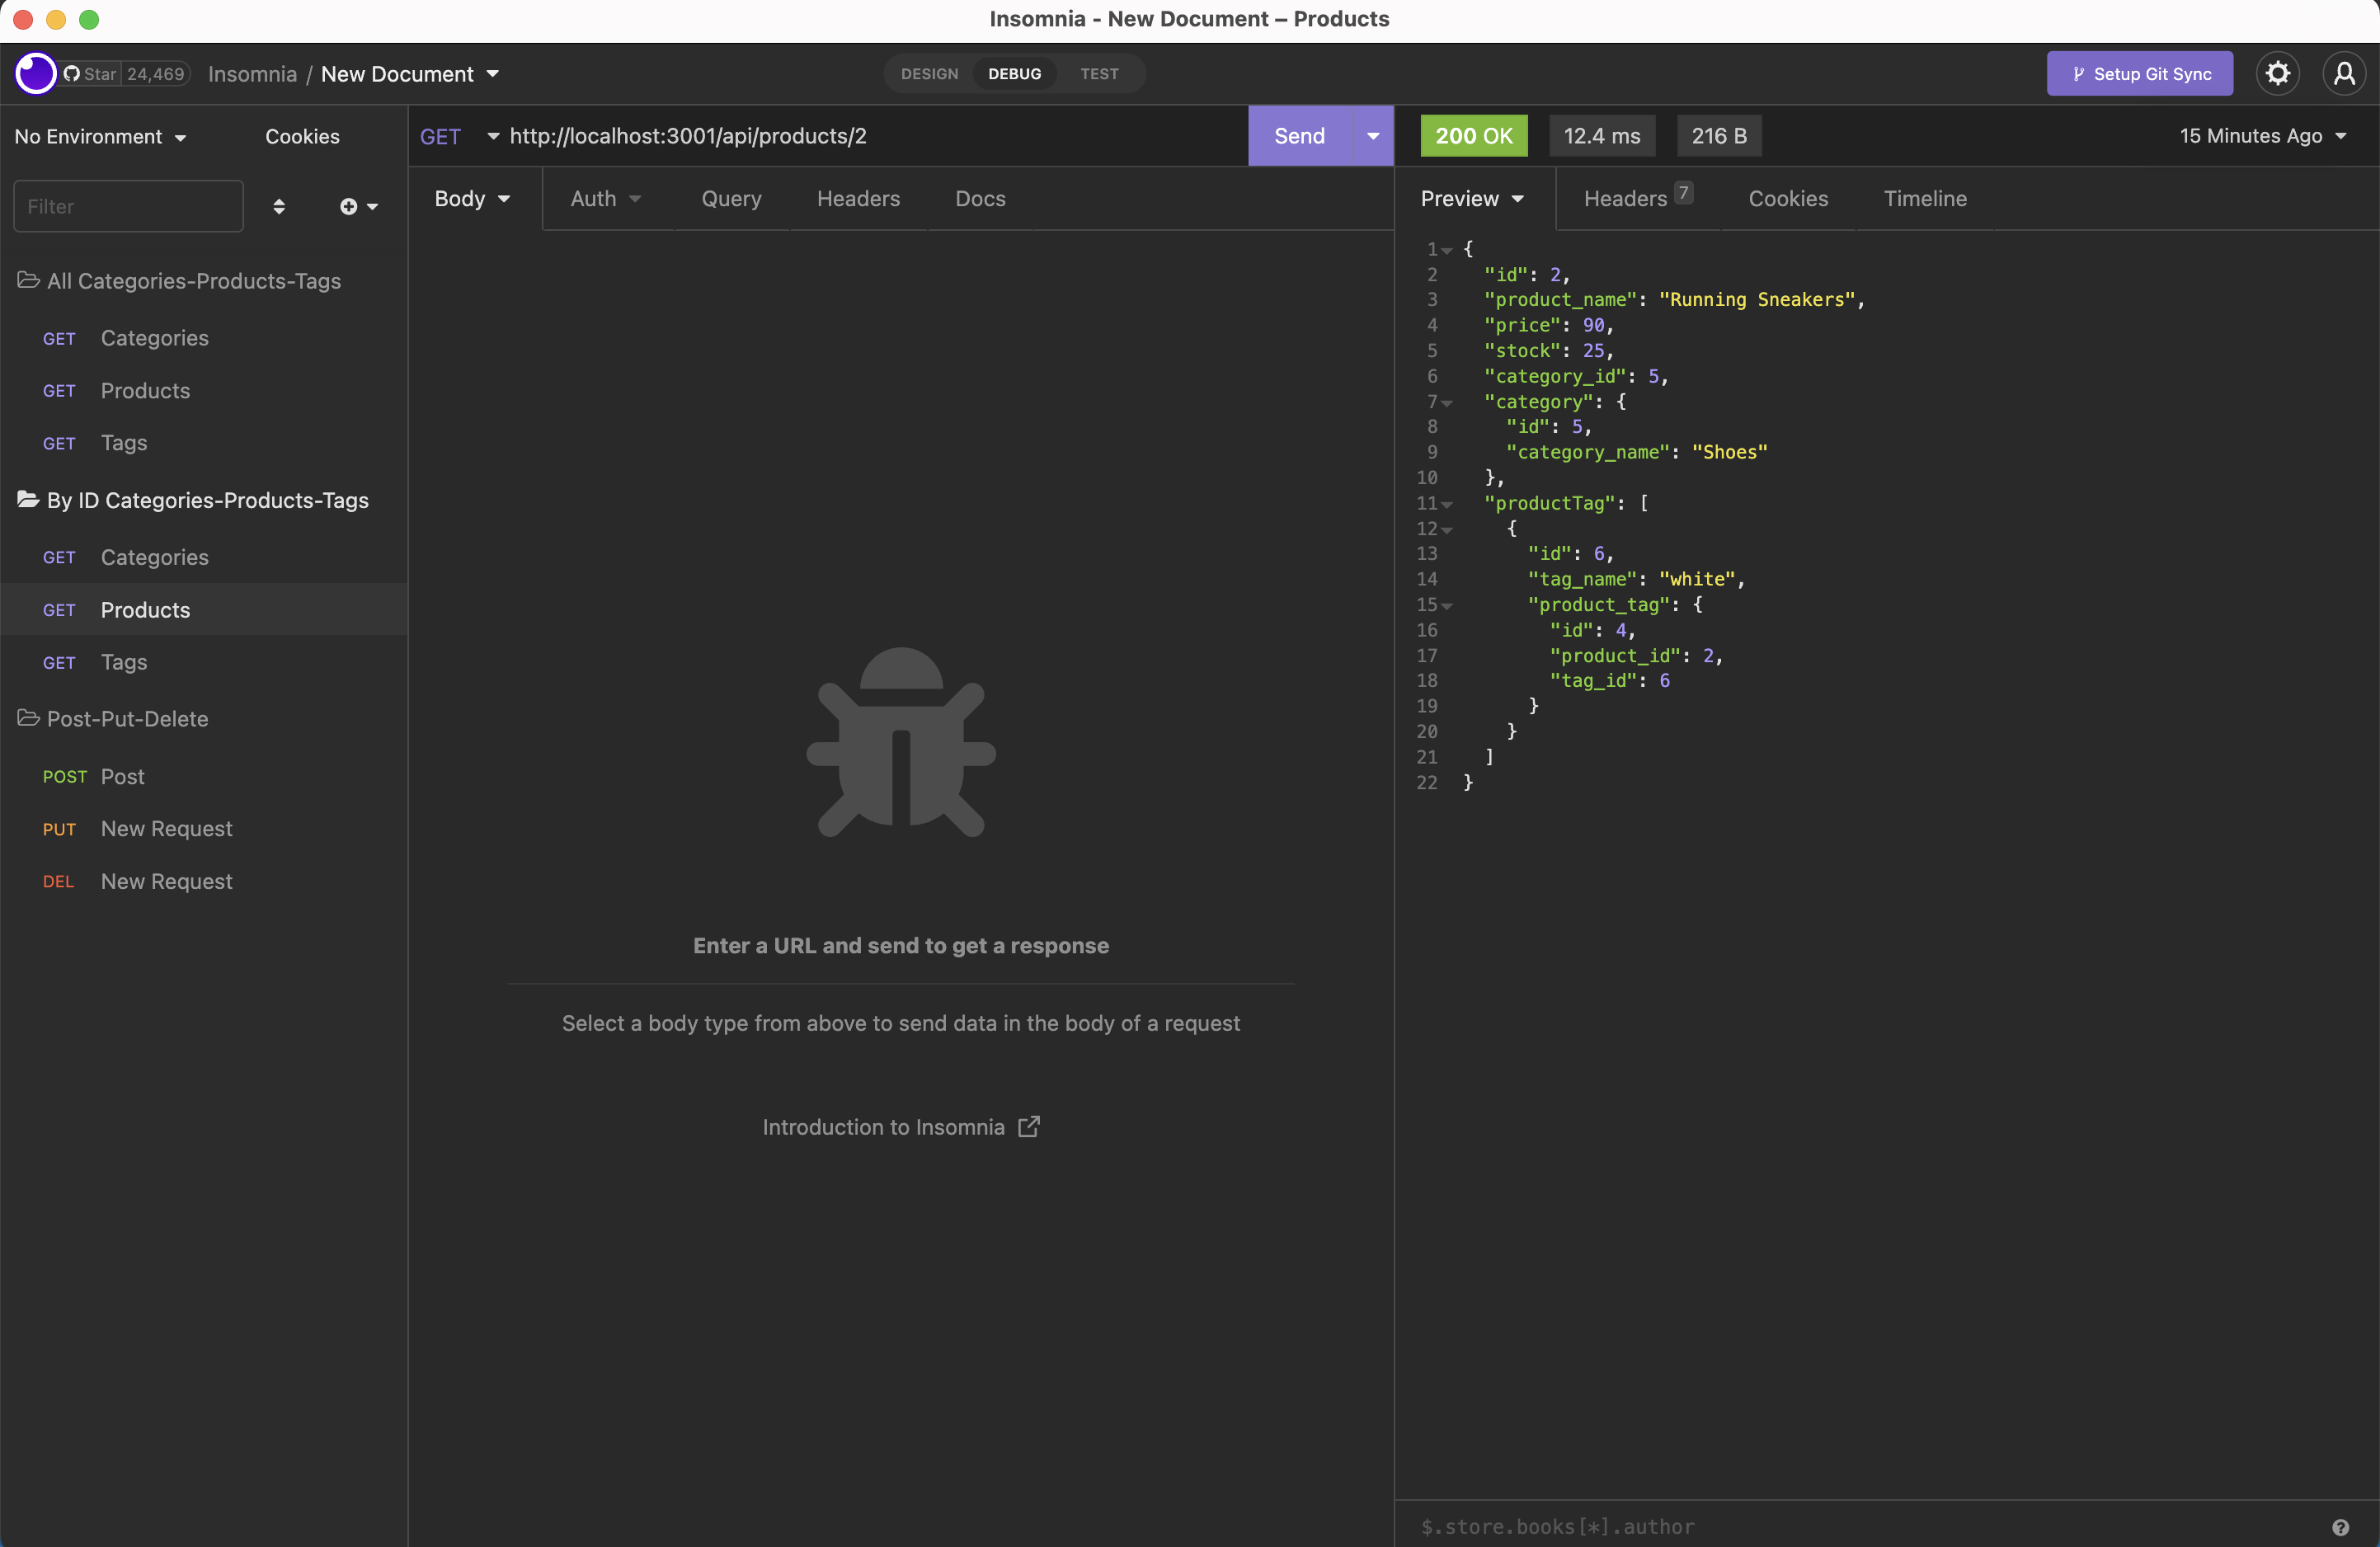 Insomnia - New Document – Products
Star 24,469 Insomnia / New Document
DESIGN DEBUG TEST
Setup Git Sync
No Environment Cookies
Filter
All Categories-Products-Tags
GET Categories
GET Products
GET Tags
By ID Categories-Products-Tags
GET Categories
GET Products
GET Tags
Post-Put-Delete
POST Post
PUT New Request
DEL New Request
GET http://localhost:3001/api/products/2 Send
Body Auth Query Headers Docs
Enter a URL and send to get a response
Select a body type from above to send data in the body of a request
Introduction to Insomnia
200 OK 12.4 ms 216 B 15 Minutes Ago
Preview Headers 7 Cookies Timeline
1 {
2 "id": 2,
3 "product_name": "Running Sneakers",
4 "price": 90,
5 "stock": 25,
6 "category_id": 5,
7 "category": {
8 "id": 5,
9 "category_name": "Shoes"
10 },
11 "productTag": [
12 {
13 "id": 6,
14 "tag_name": "white",
15 "product_tag": {
16 "id": 4,
17 "product_id": 2,
18 "tag_id": 6
19 }
20 }
21 ]
22 }
$.store.books[*].author ?